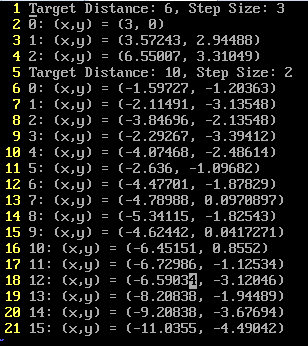 1 Target Distance: 6, Step Size: 3
2 0: (x,y) = (3, 0)
3 1: (x,y) = (3.57243, 2.94488)
4 2: (x,y) = (6.55007, 3.31049)
5 Target Distance: 10, Step Size: 2
6 0: (x,y) = (-1.59727, -1.20363)
7 1: (x,y) = (-2.11491, -3.13548)
8 2: (x,y) = (-3.84696, -2.13548)
9 3: (x,y) = (-2.29267, -3.39412)
10 4: (x,y) = (-4.07468, -2.48614)
11 5: (x,y) = (-2.636, -1.09682)
12 6: (x,y) = (-4.47701, -1.87829)
13 7: (x,y) = (-4.78988, 0.0970897)
14 8: (x,y) = (-5.34115, -1.82543)
15 9: (x,y) = (-4.62442, 0.0417271)
16 10: (x,y) = (-6.45151, 0.8552)
17 11: (x,y) = (-6.72986, -1.12534)
18 12: (x,y) = (-6.59034, -3.12046)
19 13: (x,y) = (-8.20838, -1.94489)
20 14: (x,y) = (-9.20838, -3.67694)
21 15: (x,y) = (-11.0355, -4.49042)